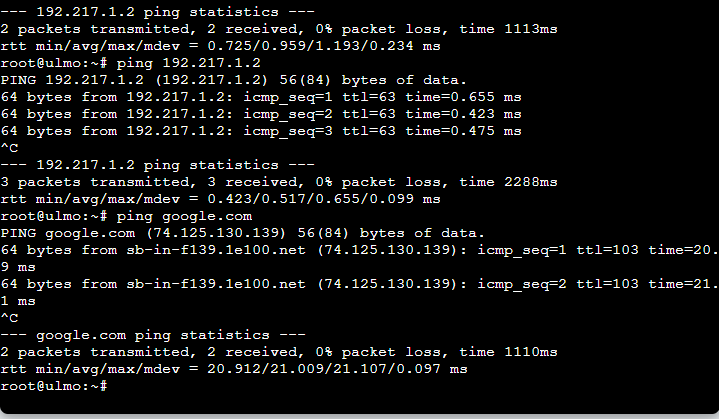 --- 192.217.1.2 ping statistics ---
2 packets transmitted, 2 received, 0% packet loss, time 1113ms
rtt min/avg/max/mdev = 0.725/0.959/1.193/0.234 ms
root@ulmo:~# ping 192.217.1.2
PING 192.217.1.2 (192.217.1.2) 56(84) bytes of data.
64 bytes from 192.217.1.2: icmp_seq=1 ttl=63 time=0.655 ms
64 bytes from 192.217.1.2: icmp_seq=2 ttl=63 time=0.423 ms
64 bytes from 192.217.1.2: icmp_seq=3 ttl=63 time=0.475 ms
^C
--- 192.217.1.2 ping statistics ---
3 packets transmitted, 3 received, 0% packet loss, time 2288ms
rtt min/avg/max/mdev = 0.423/0.517/0.655/0.099 ms
root@ulmo:~# ping google.com
PING google.com (74.125.130.139) 56(84) bytes of data.
64 bytes from sb-in-f139.1e100.net (74.125.130.139): icmp_seq=1 ttl=103 time=20.
9 ms
64 bytes from sb-in-f139.1e100.net (74.125.130.139): icmp_seq=2 ttl=103 time=21.
1 ms
^C
--- google.com ping statistics ---
2 packets transmitted, 2 received, 0% packet loss, time 1110ms
rtt min/avg/max/mdev = 20.912/21.009/21.107/0.097 ms
root@ulmo:~#